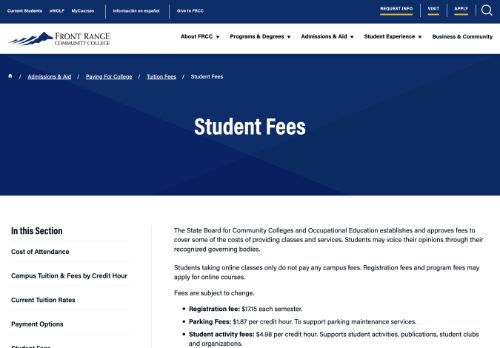 Current Students eWOLF MyCourses Información en español Give to FRCC REQUEST INFO VISIT APPLY
FRONT RANGE
COMMUNITY COLLEGE
About FRCC Programs & Degrees Admissions & Aid Student Experience Business & Community
/ Admissions & Aid / Paying For College / Tuition Fees / Student Fees
Student Fees
In this Section
Cost of Attendance
Campus Tuition & Fees by Credit Hour
Current Tuition Rates
Payment Options
Student Fees
The State Board for Community Colleges and Occupational Education establishes and approves fees to
cover some of the costs of providing classes and services. Students may voice their opinions through their
recognized governing bodies.
Students taking online classes only do not pay any campus fees. Registration fees and program fees may
apply for online courses.
Fees are subject to change.
• Registration fee: $17.15 each semester.
• Parking Fees: $1.87 per credit hour. To support parking maintenance services.
• Student activity fees: $4.98 per credit hour. Supports student activities, publications, student clubs
and organizations.